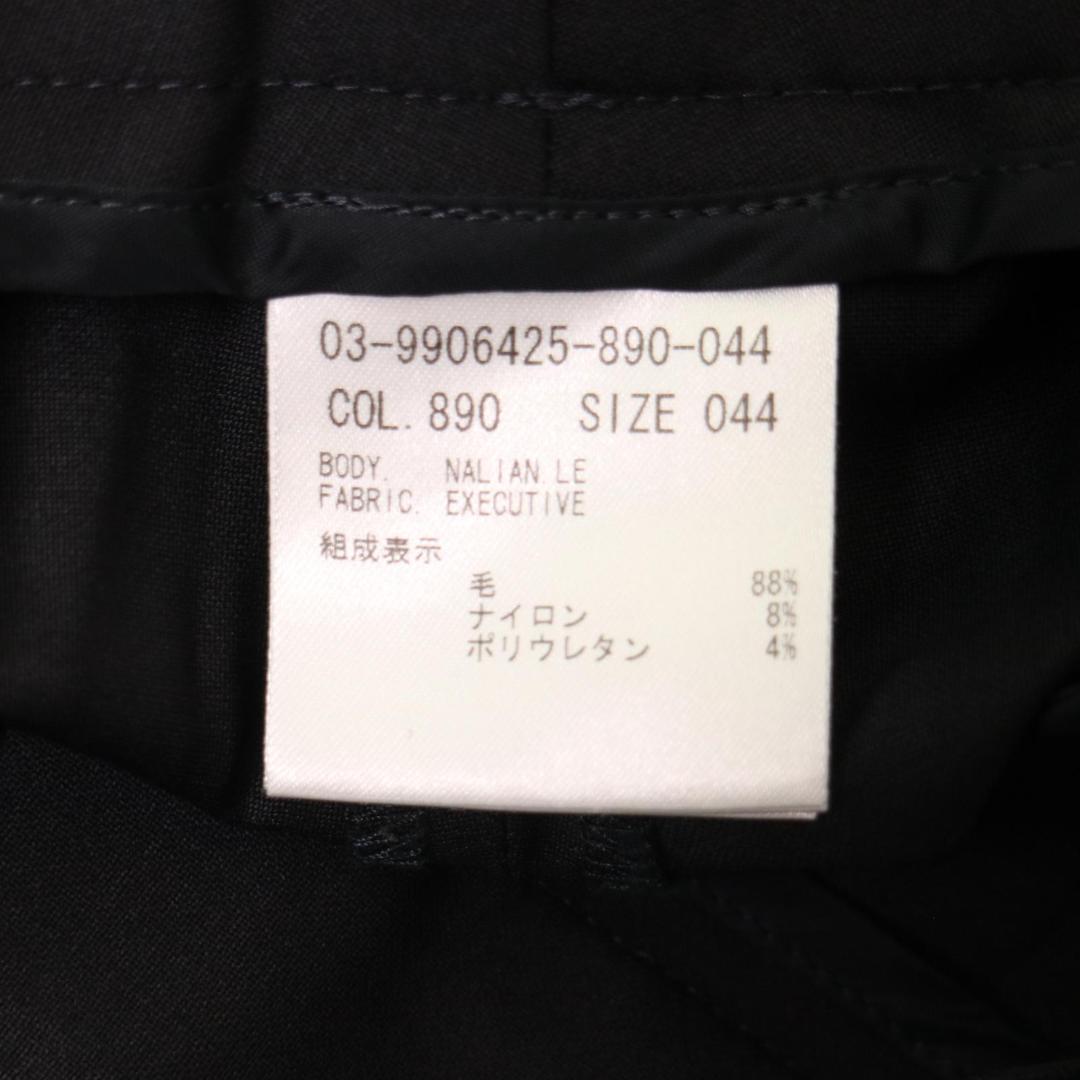 03-9906425-890-044
COL. 890 SIZE 044
BODY. NALIAN.LE
FABRIC. EXECUTIVE
組成表示
毛 88%
ナイロン 8%
ポリウレタン 4%